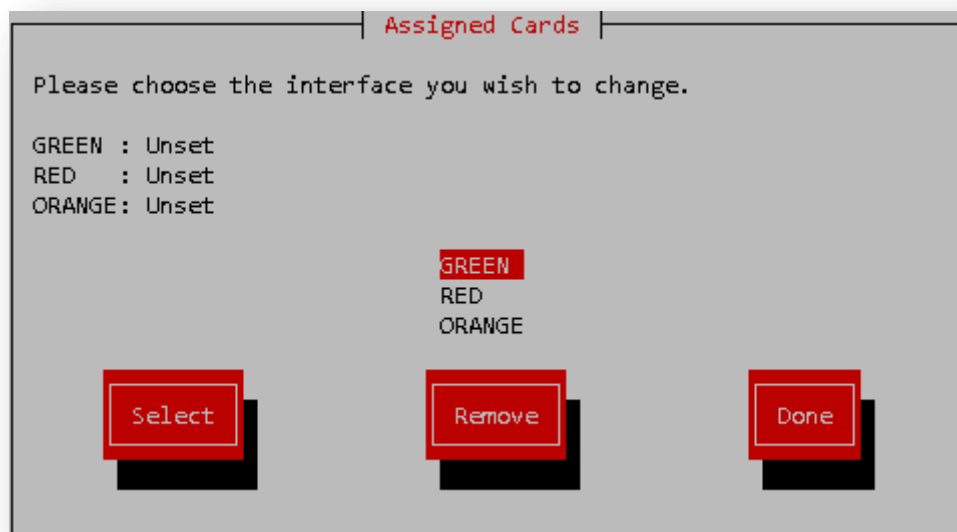 Assigned Cards
Please choose the interface you wish to change.
GREEN : Unset
RED   : Unset
ORANGE: Unset
GREEN
RED
ORANGE
Select Remove Done